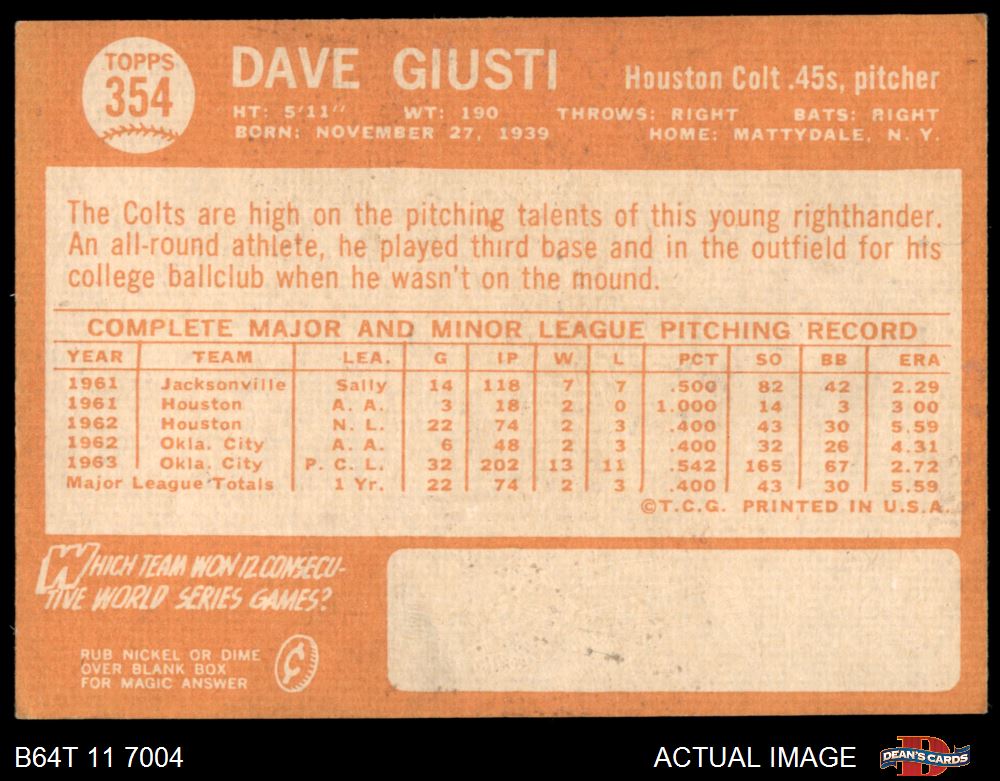 TOPPS
354
DAVE GIUSTI
Houston Colt .45s, pitcher
HT: 5'11" WT: 190 THROWS: RIGHT BATS: RIGHT
BORN: NOVEMBER 27, 1939 HOME: MATTYDALE, N. Y.
The Colts are high on the pitching talents of this young righthander.
An all-round athlete, he played third base and in the outfield for his
college ballclub when he wasn't on the mound.
COMPLETE MAJOR AND MINOR LEAGUE PITCHING RECORD
YEAR TEAM LEA. G IP W L PCT SO BB ERA
1961 Jacksonville Sally 14 118 7 7 .500 82 42 2.29
1961 Houston A. A. 3 18 2 0 1.000 14 3 3 00
1962 Houston N. L. 22 74 2 3 .400 43 30 5.59
1962 Okla. City A. A. 6 48 2 3 .400 32 26 4.31
1963 Okla. City P. C. L. 32 202 13 11 .542 165 67 2.72
Major League Totals 1 Yr. 22 74 2 3 .400 43 30 5.59
©T.C.G. PRINTED IN U.S.A.
WHICH TEAM WON 12 CONSECU-
TIVE WORLD SERIES GAMES?
RUB NICKEL OR DIME
OVER BLANK BOX
FOR MAGIC ANSWER
¢
B64T 11 7004
ACTUAL IMAGE
D
DEAN'S CARDS